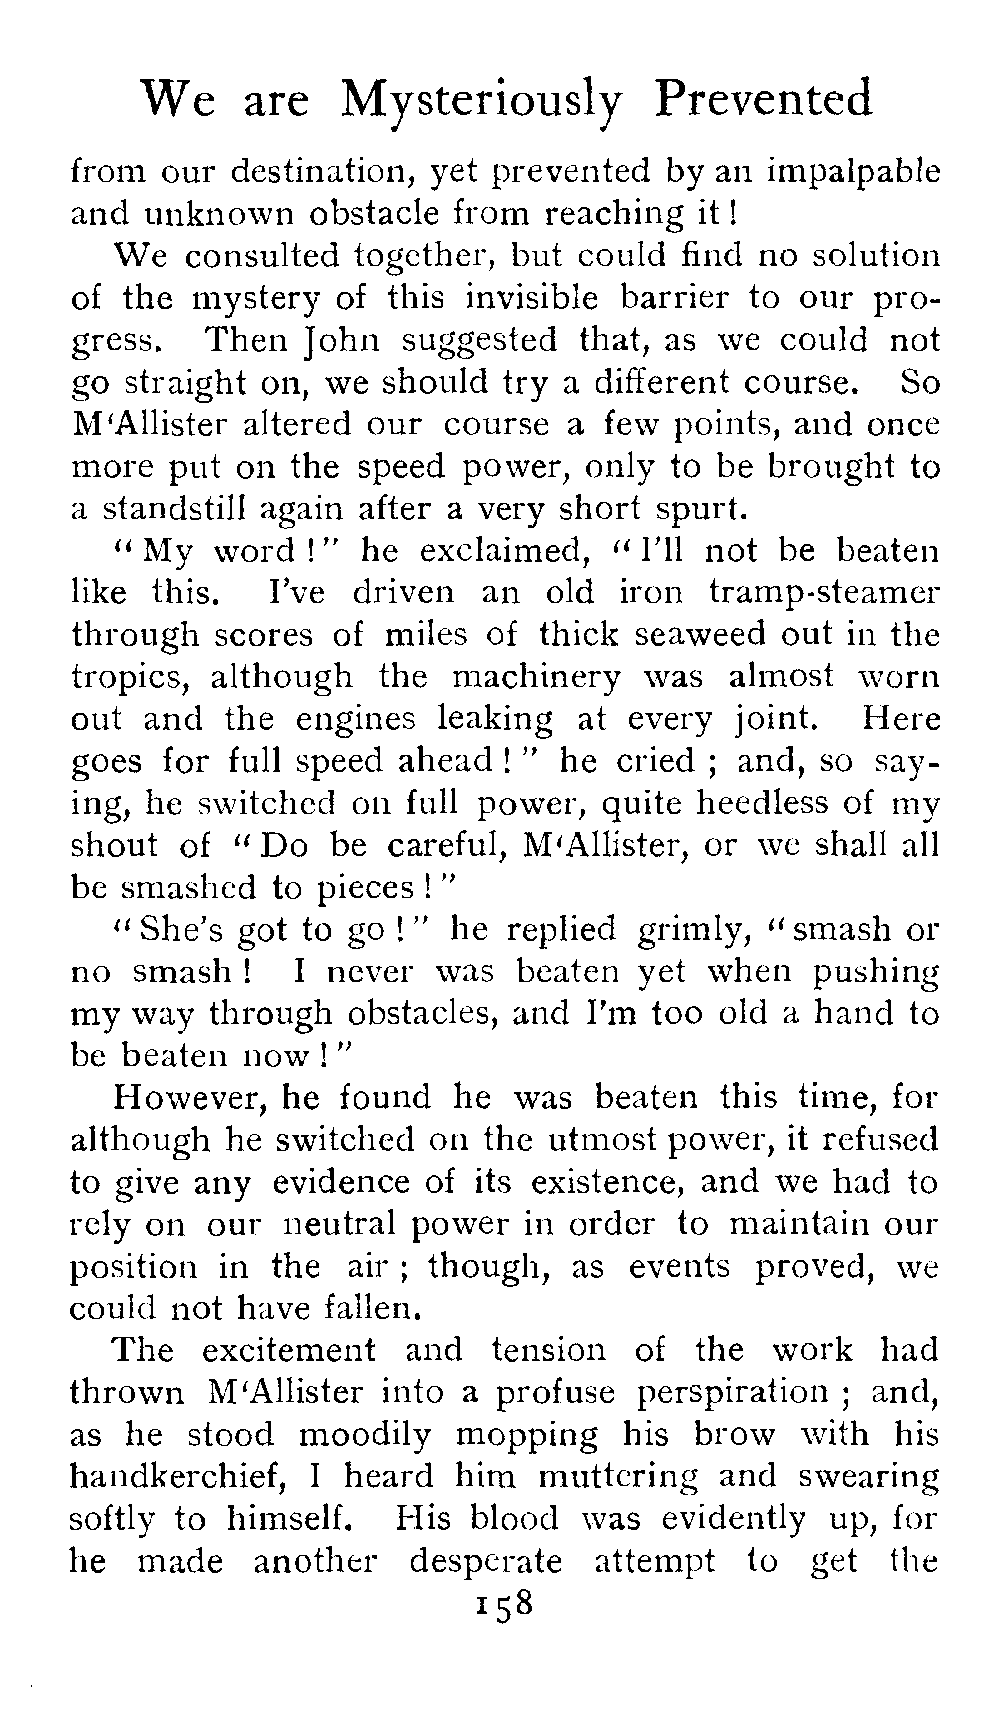 We are Mysteriously Prevented
from our destination, yet prevented by an impalpable
and unknown obstacle from reaching it !
We consulted together, but could find no solution
of the mystery of this invisible barrier to our pro-
gress. Then John suggested that, as we could not
go straight on, we should try a different course. So
M‘Allister altered our course a few points, and once
more put on the speed power, only to be brought to
a standstill again after a very short spurt.
“ My word ! ” he exclaimed, “ I’ll not be beaten
like this. I’ve driven an old iron tramp-steamer
through scores of miles of thick seaweed out in the
tropics, although the machinery was almost worn
out and the engines leaking at every joint. Here
goes for full speed ahead ! ” he cried ; and, so say-
ing, he switched on full power, quite heedless of my
shout of “ Do be careful, M‘Allister, or we shall all
be smashed to pieces ! ”
“ She’s got to go ! ” he replied grimly, “ smash or
no smash ! I never was beaten yet when pushing
my way through obstacles, and I’m too old a hand to
be beaten now ! ”
However, he found he was beaten this time, for
although he switched on the utmost power, it refused
to give any evidence of its existence, and we had to
rely on our neutral power in order to maintain our
position in the air ; though, as events proved, we
could not have fallen.
The excitement and tension of the work had
thrown M‘Allister into a profuse perspiration ; and,
as he stood moodily mopping his brow with his
handkerchief, I heard him muttering and swearing
softly to himself. His blood was evidently up, for
he made another desperate attempt to get the
158